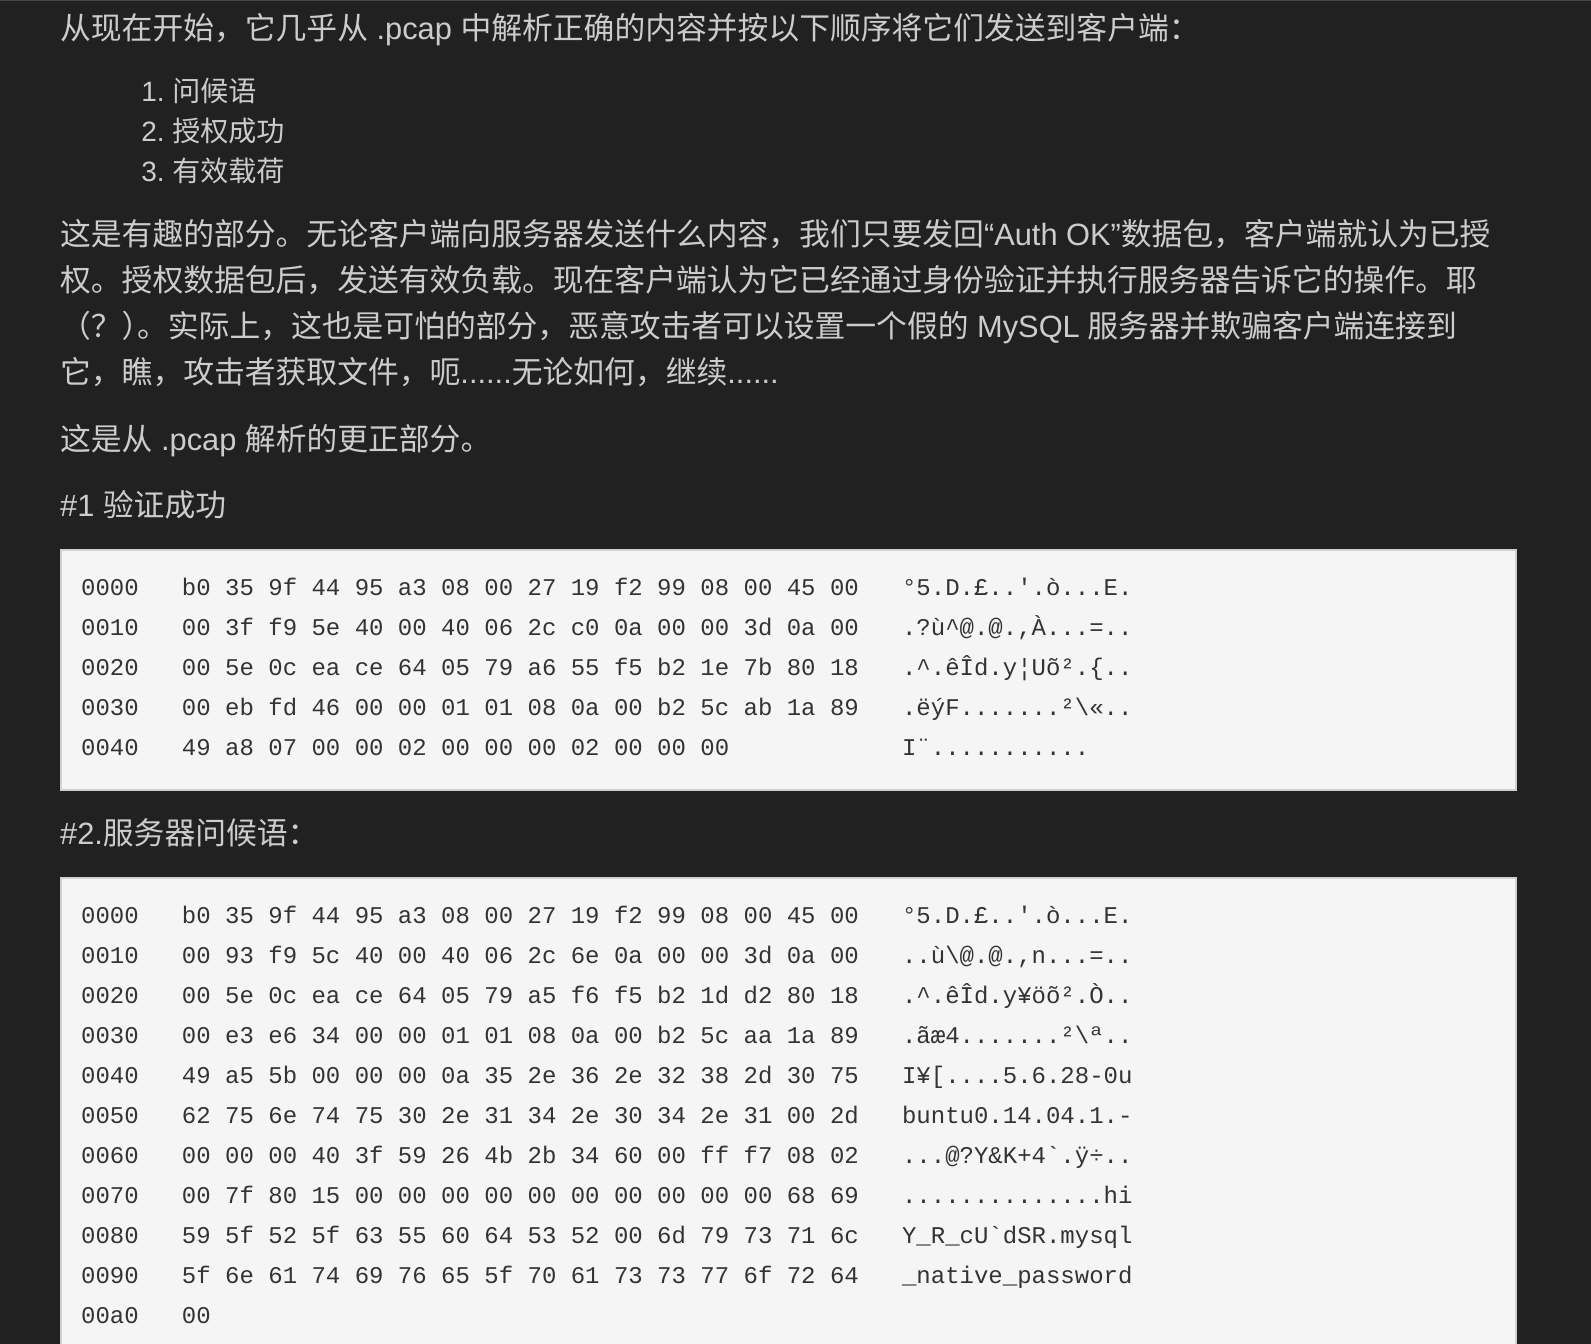 从现在开始，它几乎从 .pcap 中解析正确的内容并按以下顺序将它们发送到客户端：
1. 问候语
2. 授权成功
3. 有效载荷
这是有趣的部分。无论客户端向服务器发送什么内容，我们只要发回“Auth OK”数据包，客户端就认为已授
权。授权数据包后，发送有效负载。现在客户端认为它已经通过身份验证并执行服务器告诉它的操作。耶
（？）。实际上，这也是可怕的部分，恶意攻击者可以设置一个假的 MySQL 服务器并欺骗客户端连接到
它，瞧，攻击者获取文件，呃......无论如何，继续......
这是从 .pcap 解析的更正部分。
#1 验证成功
0000   b0 35 9f 44 95 a3 08 00 27 19 f2 99 08 00 45 00   °5.D.£..'.ò...E.
0010   00 3f f9 5e 40 00 40 06 2c c0 0a 00 00 3d 0a 00   .?ù^@.@.,À...=..
0020   00 5e 0c ea ce 64 05 79 a6 55 f5 b2 1e 7b 80 18   .^.êÎd.y¦Uõ².{..
0030   00 eb fd 46 00 00 01 01 08 0a 00 b2 5c ab 1a 89   .ëýF.......²\«..
0040   49 a8 07 00 00 02 00 00 00 02 00 00 00            I¨...........
#2.服务器问候语：
0000   b0 35 9f 44 95 a3 08 00 27 19 f2 99 08 00 45 00   °5.D.£..'.ò...E.
0010   00 93 f9 5c 40 00 40 06 2c 6e 0a 00 00 3d 0a 00   ..ù\@.@.,n...=..
0020   00 5e 0c ea ce 64 05 79 a5 f6 f5 b2 1d d2 80 18   .^.êÎd.y¥öõ².Ò..
0030   00 e3 e6 34 00 00 01 01 08 0a 00 b2 5c aa 1a 89   .ãæ4.......²\ª..
0040   49 a5 5b 00 00 00 0a 35 2e 36 2e 32 38 2d 30 75   I¥[....5.6.28-0u
0050   62 75 6e 74 75 30 2e 31 34 2e 30 34 2e 31 00 2d   buntu0.14.04.1.-
0060   00 00 00 40 3f 59 26 4b 2b 34 60 00 ff f7 08 02   ...@?Y&K+4`.ÿ÷..
0070   00 7f 80 15 00 00 00 00 00 00 00 00 00 00 68 69   ..............hi
0080   59 5f 52 5f 63 55 60 64 53 52 00 6d 79 73 71 6c   Y_R_cU`dSR.mysql
0090   5f 6e 61 74 69 76 65 5f 70 61 73 73 77 6f 72 64   _native_password
00a0   00